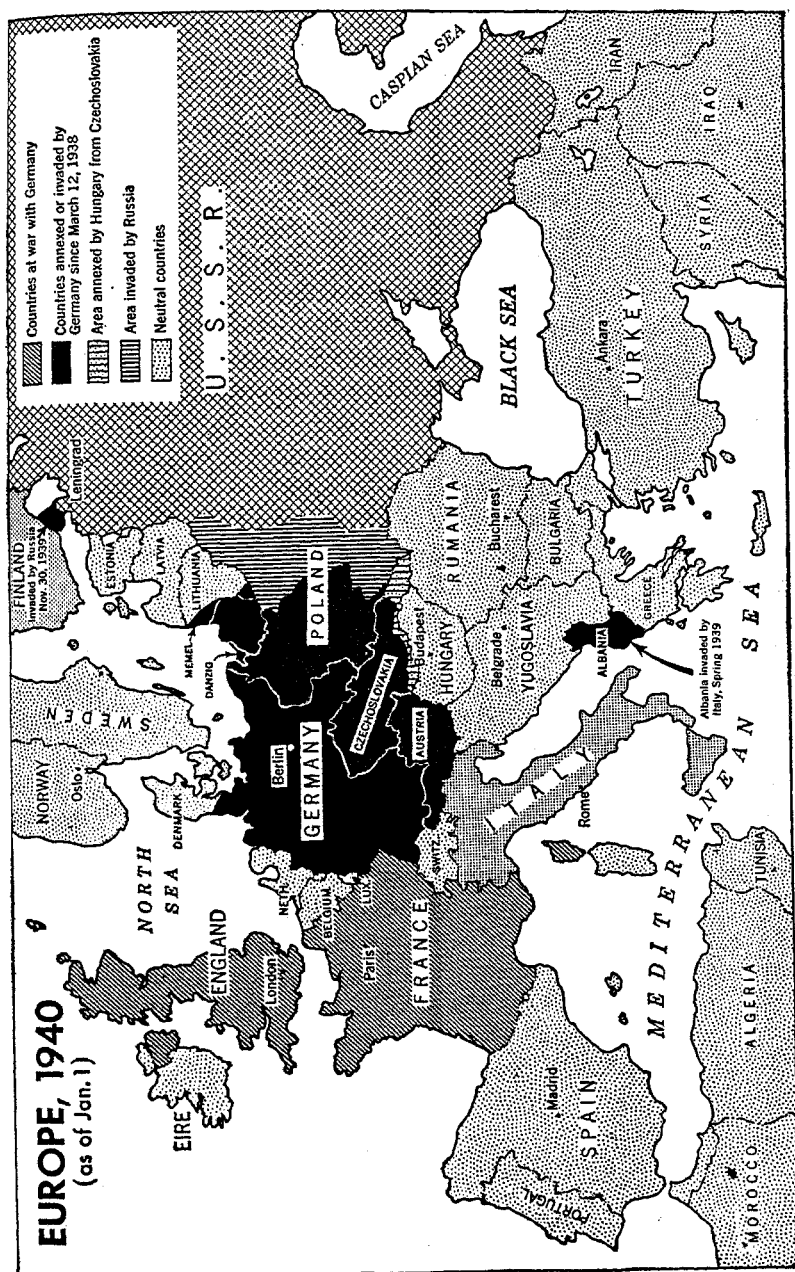 EUROPE, 1940
(as of Jan. 1)
Countries at war with Germany
Countries annexed or invaded by
Germany since March 12, 1938
Area annexed by Hungary from Czechoslovakia
Area invaded by Russia
Neutral countries
NORWAY
Oslo
SWEDEN
FINLAND
Invaded by Russia
Nov. 30, 1939
Leningrad
ESTONIA
LATVIA
LITHUANIA
MEMEL
DANZIG
DENMARK
NORTH
SEA
EIRE
ENGLAND
London
NETH.
BELGIUM
LUX.
Berlin
GERMANY
POLAND
U. S. S. R.
CASPIAN SEA
Paris
FRANCE
SWITZ.
CZECHOSLOVAKIA
AUSTRIA
Budapest
HUNGARY
RUMANIA
Bucharest
BLACK SEA
Belgrade
YUGOSLAVIA
BULGARIA
ITALY
Rome
ALBANIA
Albania invaded by
Italy, Spring 1939
GREECE
Ankara
TURKEY
IRAN
IRAQ
SYRIA
Madrid
SPAIN
PORTUGAL
MEDITERRANEAN SEA
MOROCCO
ALGERIA
TUNISIA